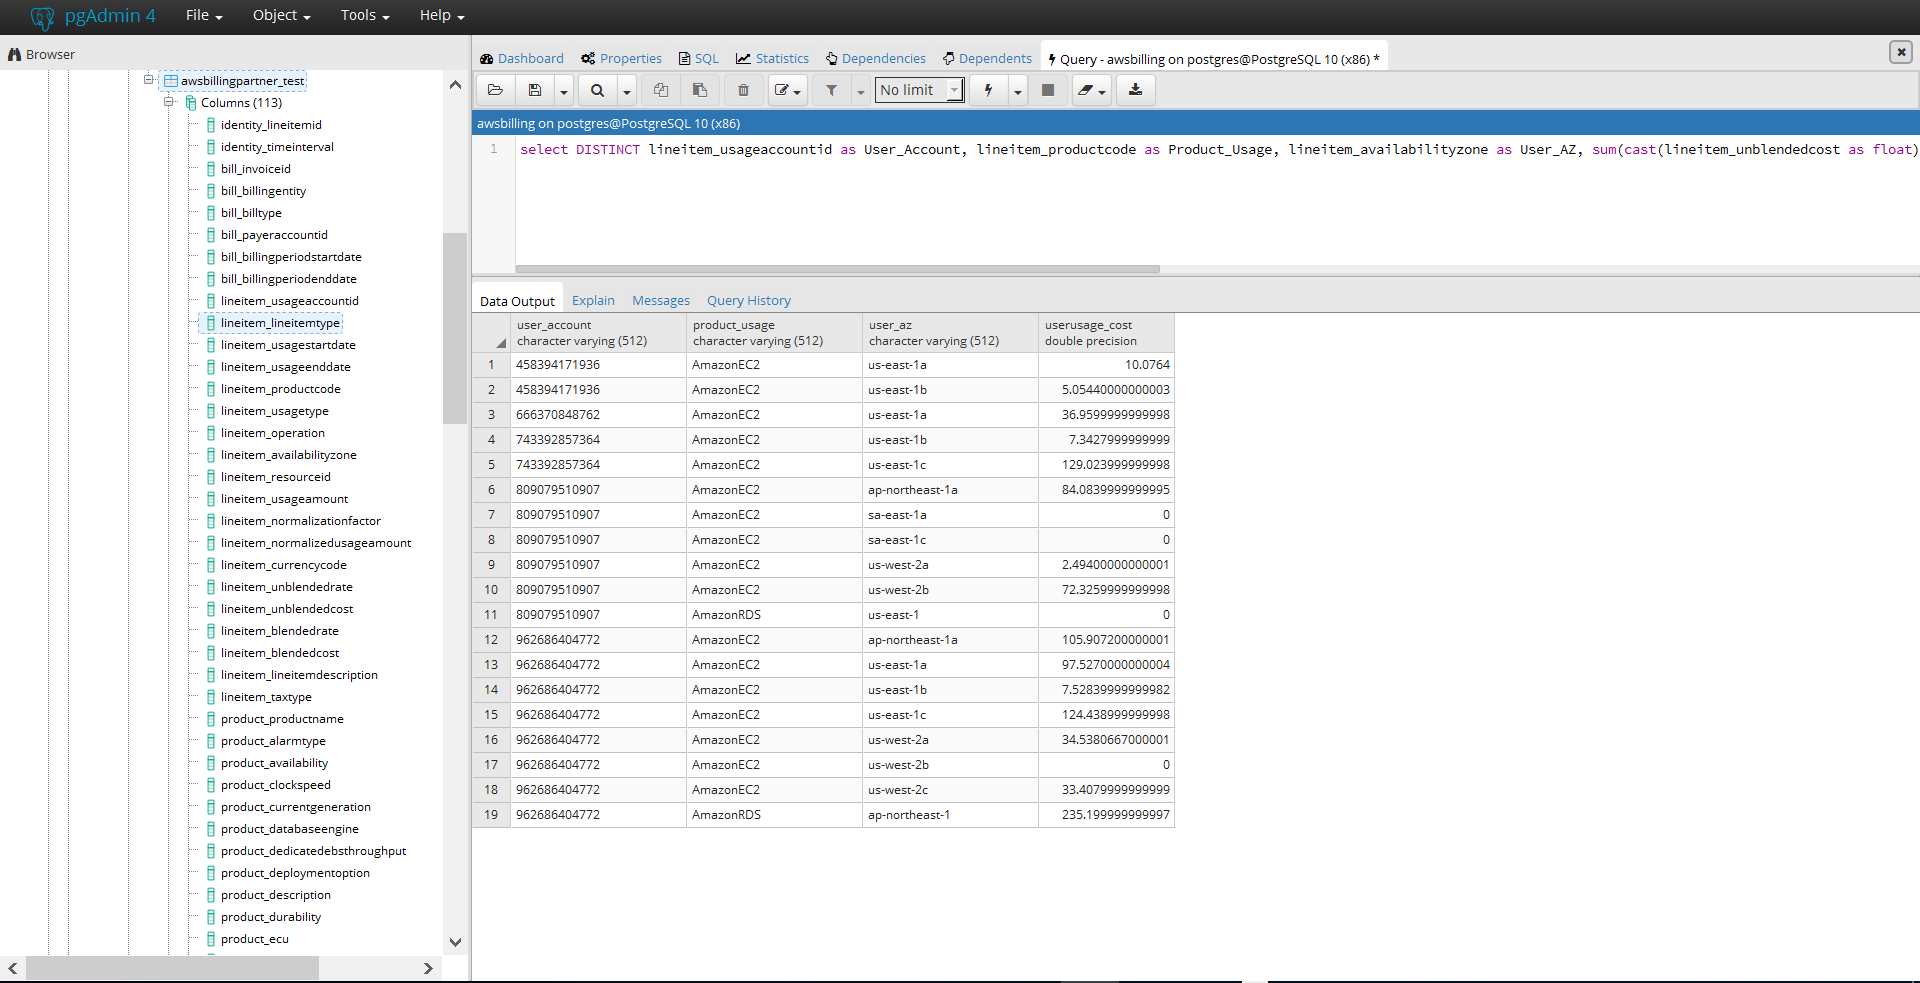 pgAdmin 4 File Object Tools Help
Browser
awsbillingpartner_test
Columns (113)
identity_lineitemid
identity_timeinterval
bill_invoiceid
bill_billingentity
bill_billtype
bill_payeraccountid
bill_billingperiodstartdate
bill_billingperiodenddate
lineitem_usageaccountid
lineitem_lineitemtype
lineitem_usagestartdate
lineitem_usageenddate
lineitem_productcode
lineitem_usagetype
lineitem_operation
lineitem_availabilityzone
lineitem_resourceid
lineitem_usageamount
lineitem_normalizationfactor
lineitem_normalizedusageamount
lineitem_currencycode
lineitem_unblendedrate
lineitem_unblendedcost
lineitem_blendedrate
lineitem_blendedcost
lineitem_lineitemdescription
lineitem_taxtype
product_productname
product_alarmtype
product_availability
product_clockspeed
product_currentgeneration
product_databaseengine
product_dedicatedebsthroughput
product_deploymentoption
product_description
product_durability
product_ecu
Dashboard Properties SQL Statistics Dependencies Dependents Query - awsbilling on postgres@PostgreSQL 10 (x86) *
No limit
awsbilling on postgres@PostgreSQL 10 (x86)
1 select DISTINCT lineitem_usageaccountid as User_Account, lineitem_productcode as Product_Usage, lineitem_availabilityzone as User_AZ, sum(cast(lineitem_unblendedcost as float)
Data Output Explain Messages Query History
user_account product_usage user_az userusage_cost
character varying (512) character varying (512) character varying (512) double precision
1 458394171936 AmazonEC2 us-east-1a 10.0764
2 458394171936 AmazonEC2 us-east-1b 5.05440000000003
3 666370848762 AmazonEC2 us-east-1a 36.9599999999998
4 743392857364 AmazonEC2 us-east-1b 7.3427999999999
5 743392857364 AmazonEC2 us-east-1c 129.023999999998
6 809079510907 AmazonEC2 ap-northeast-1a 84.0839999999995
7 809079510907 AmazonEC2 sa-east-1a 0
8 809079510907 AmazonEC2 sa-east-1c 0
9 809079510907 AmazonEC2 us-west-2a 2.49400000000001
10 809079510907 AmazonEC2 us-west-2b 72.3259999999998
11 809079510907 AmazonRDS us-east-1 0
12 962686404772 AmazonEC2 ap-northeast-1a 105.907200000001
13 962686404772 AmazonEC2 us-east-1a 97.5270000000004
14 962686404772 AmazonEC2 us-east-1b 7.52839999999982
15 962686404772 AmazonEC2 us-east-1c 124.438999999998
16 962686404772 AmazonEC2 us-west-2a 34.5380667000001
17 962686404772 AmazonEC2 us-west-2b 0
18 962686404772 AmazonEC2 us-west-2c 33.4079999999999
19 962686404772 AmazonRDS ap-northeast-1 235.199999999997